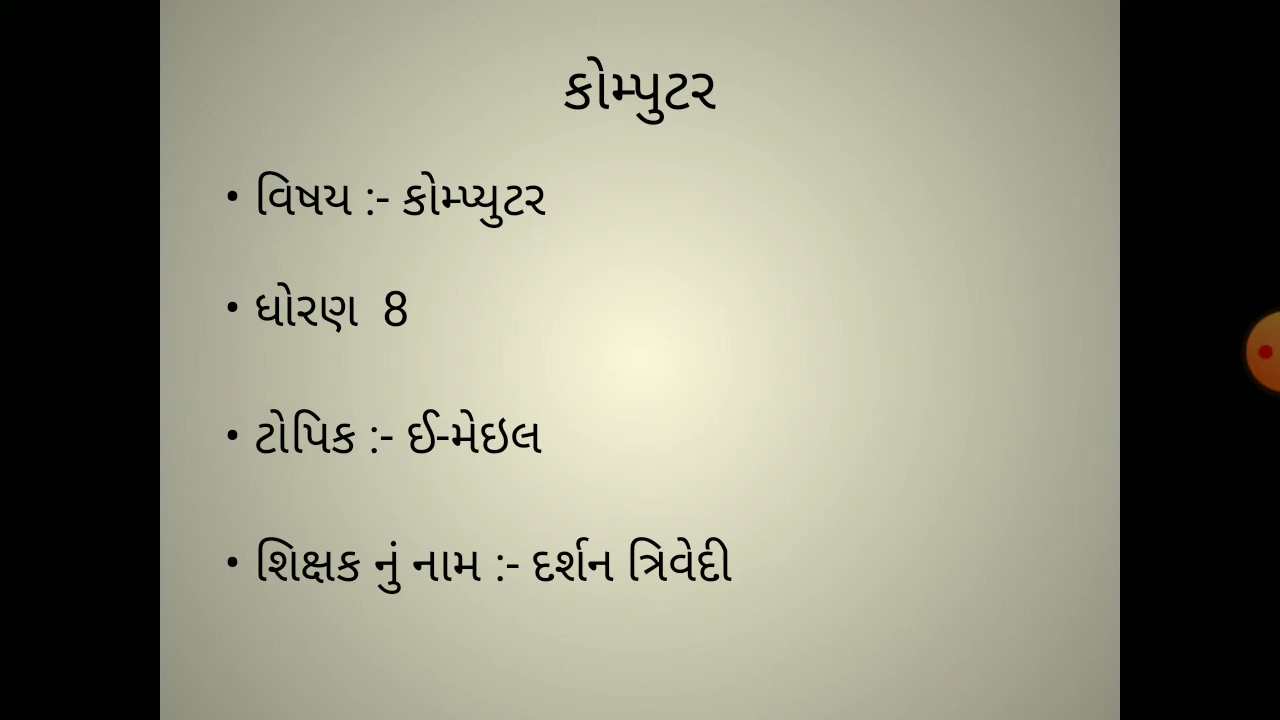 કોમ્પુટર
• વિષય :- કોમ્પ્યુટર
• ધોરણ 8
• ટોપિક :- ઈ-મેઇલ
• શિક્ષક નું નામ :- દર્શન ત્રિવેદી